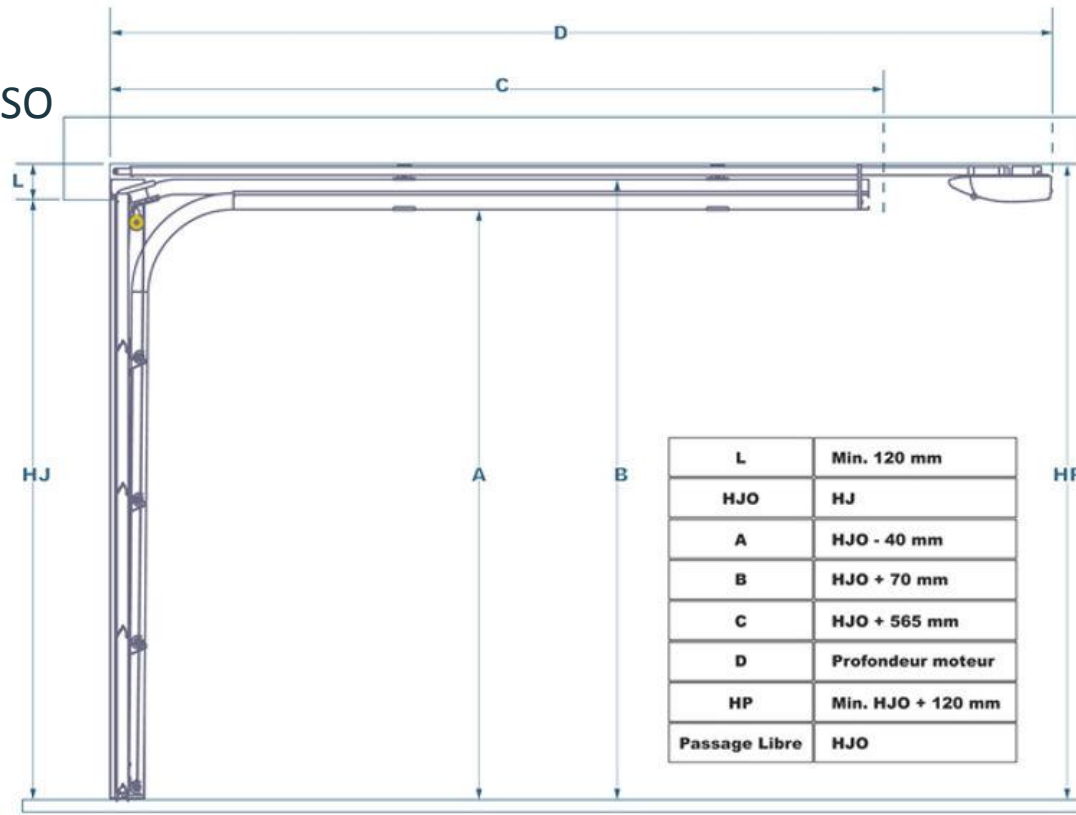 D
C
SO
L
HJ
A
B
HP
L Min. 120 mm
HJO HJ
A HJO - 40 mm
B HJO + 70 mm
C HJO + 565 mm
D Profondeur moteur
HP Min. HJO + 120 mm
Passage Libre HJO